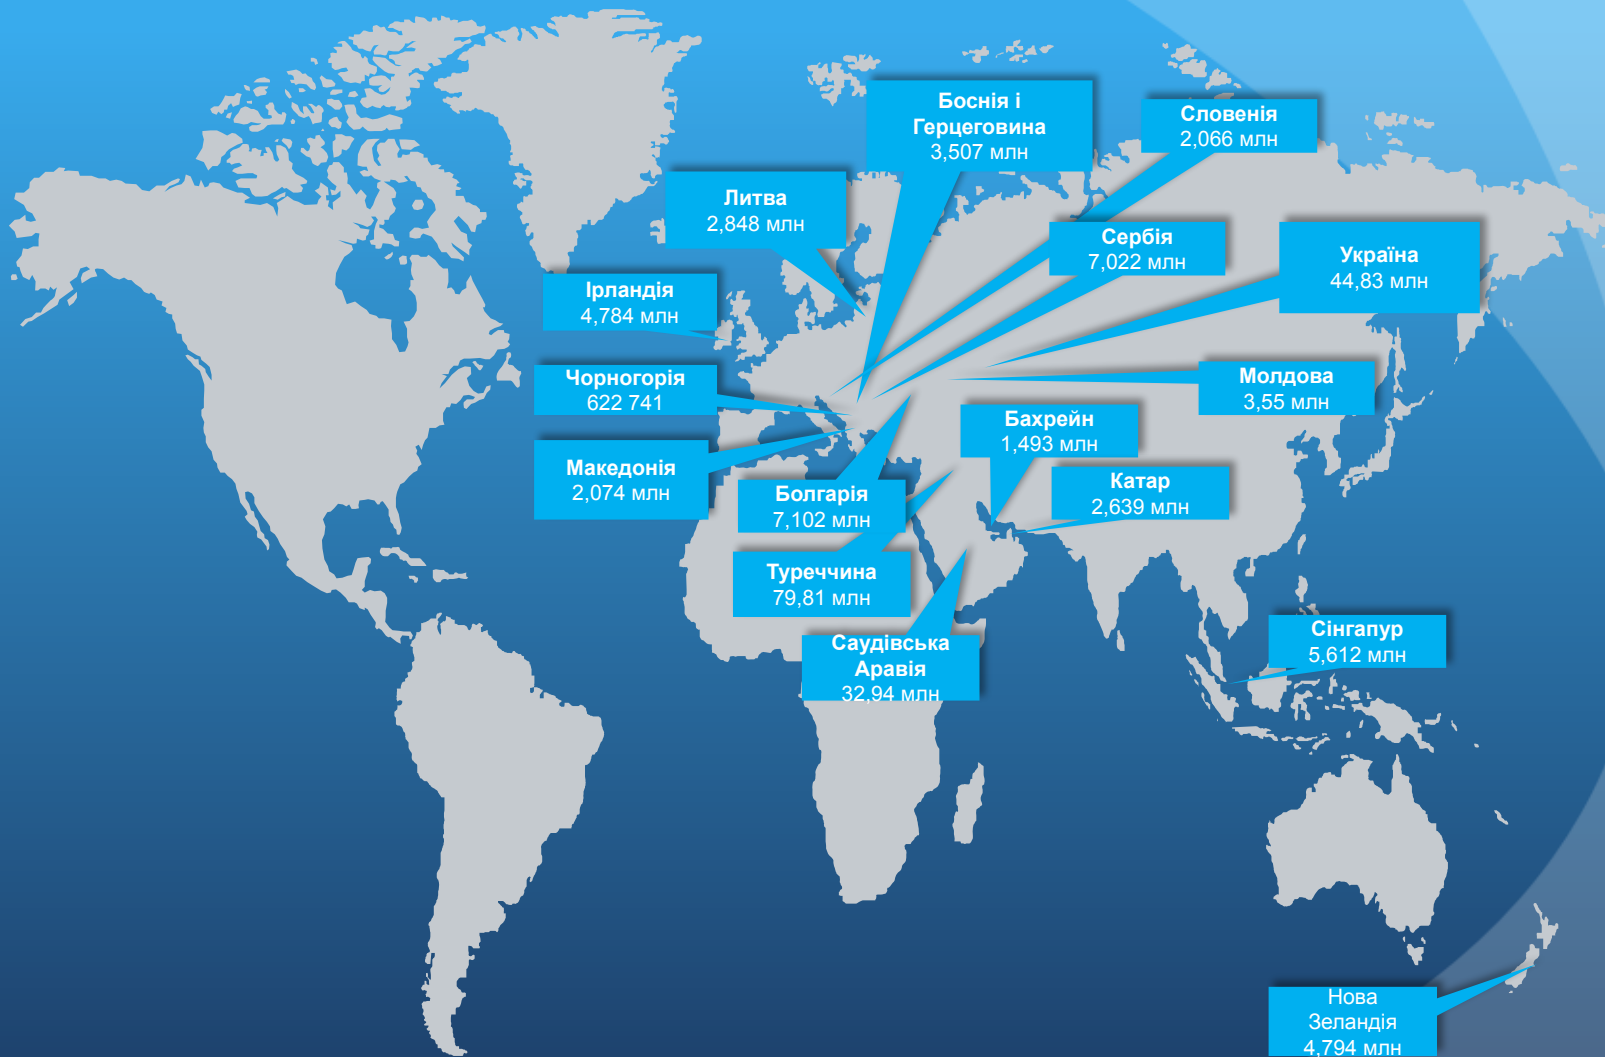 Боснія і
Герцеговина
3,507 млн
Словенія
2,066 млн
Литва
2,848 млн
Сербія
7,022 млн
Україна
44,83 млн
Ірландія
4,784 млн
Чорногорія
622 741
Молдова
3,55 млн
Бахрейн
1,493 млн
Македонія
2,074 млн
Болгарія
7,102 млн
Катар
2,639 млн
Туреччина
79,81 млн
Саудівська
Аравія
32,94 млн
Сінгапур
5,612 млн
Нова
Зеландія
4,794 млн